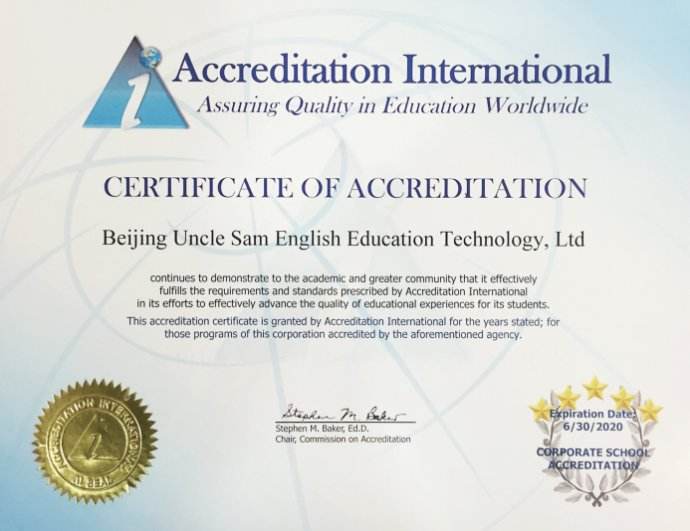 Accreditation International
Assuring Quality in Education Worldwide
CERTIFICATE OF ACCREDITATION
Beijing Uncle Sam English Education Technology, Ltd
continues to demonstrate to the academic and greater community that it effectively
fulfills the requirements and standards prescribed by Accreditation International
in its efforts to effectively advance the quality of educational experiences for its students.
This accreditation certificate is granted by Accreditation International for the years stated; for
those programs of this corporation accredited by the aforementioned agency.
Stephen M. Baker
Stephen M. Baker, Ed.D.
Chair, Commission on Accreditation
ACCREDITATION INTERNATIONAL
SEAL
Expiration Date:
6/30/2020
CORPORATE SCHOOL
ACCREDITATION